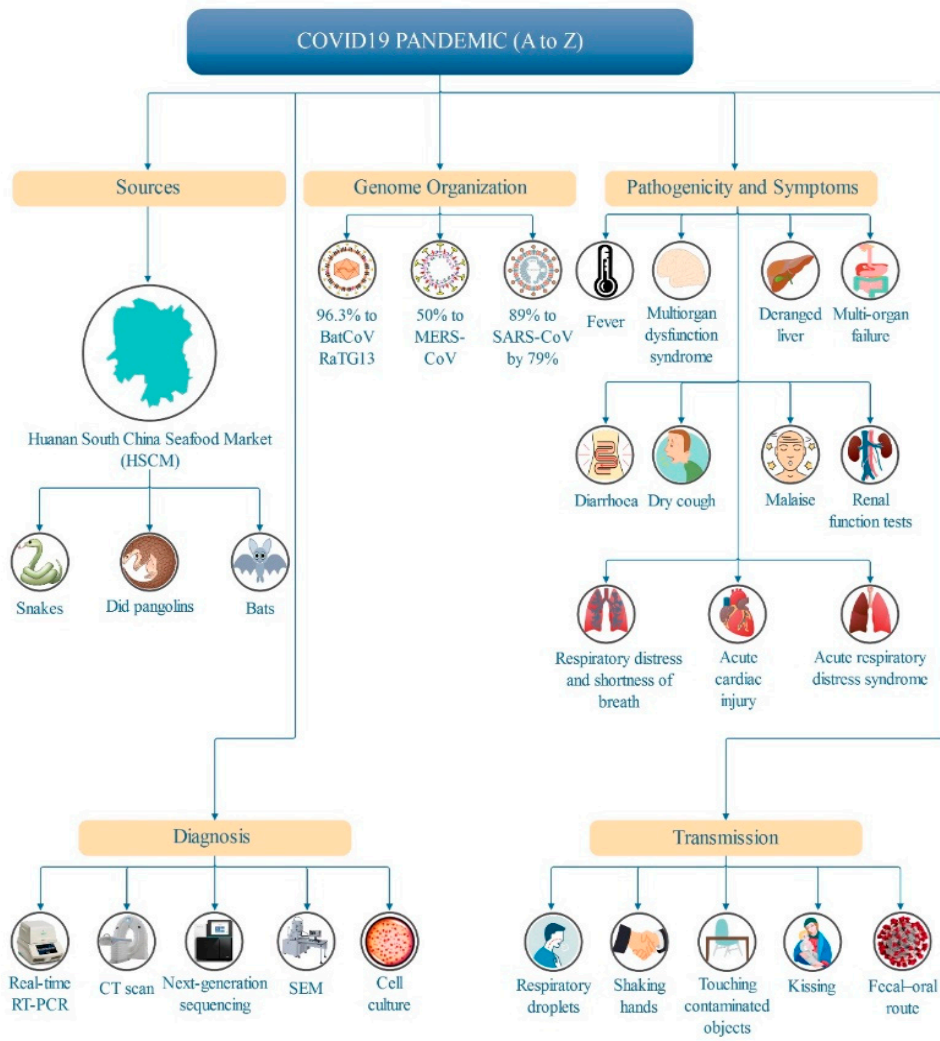 COVID19 PANDEMIC (A to Z)
Sources
Genome Organization
Pathogenicity and Symptoms
96.3% to
BatCoV
RaTG13
50% to
MERS-
CoV
89% to
SARS-CoV
by 79%
Fever
Multiorgan
dysfunction
syndrome
Deranged
liver
Multi-organ
failure
Huanan South China Seafood Market
(HSCM)
Diarrhoea
Dry cough
Malaise
Renal
function tests
Snakes
Did pangolins
Bats
Respiratory distress
and shortness of
breath
Acute
cardiac
injury
Acute respiratory
distress syndrome
Diagnosis
Transmission
Real-time
RT-PCR
CT scan
Next-generation
sequencing
SEM
Cell
culture
Respiratory
droplets
Shaking
hands
Touching
contaminated
objects
Kissing
Fecal–oral
route